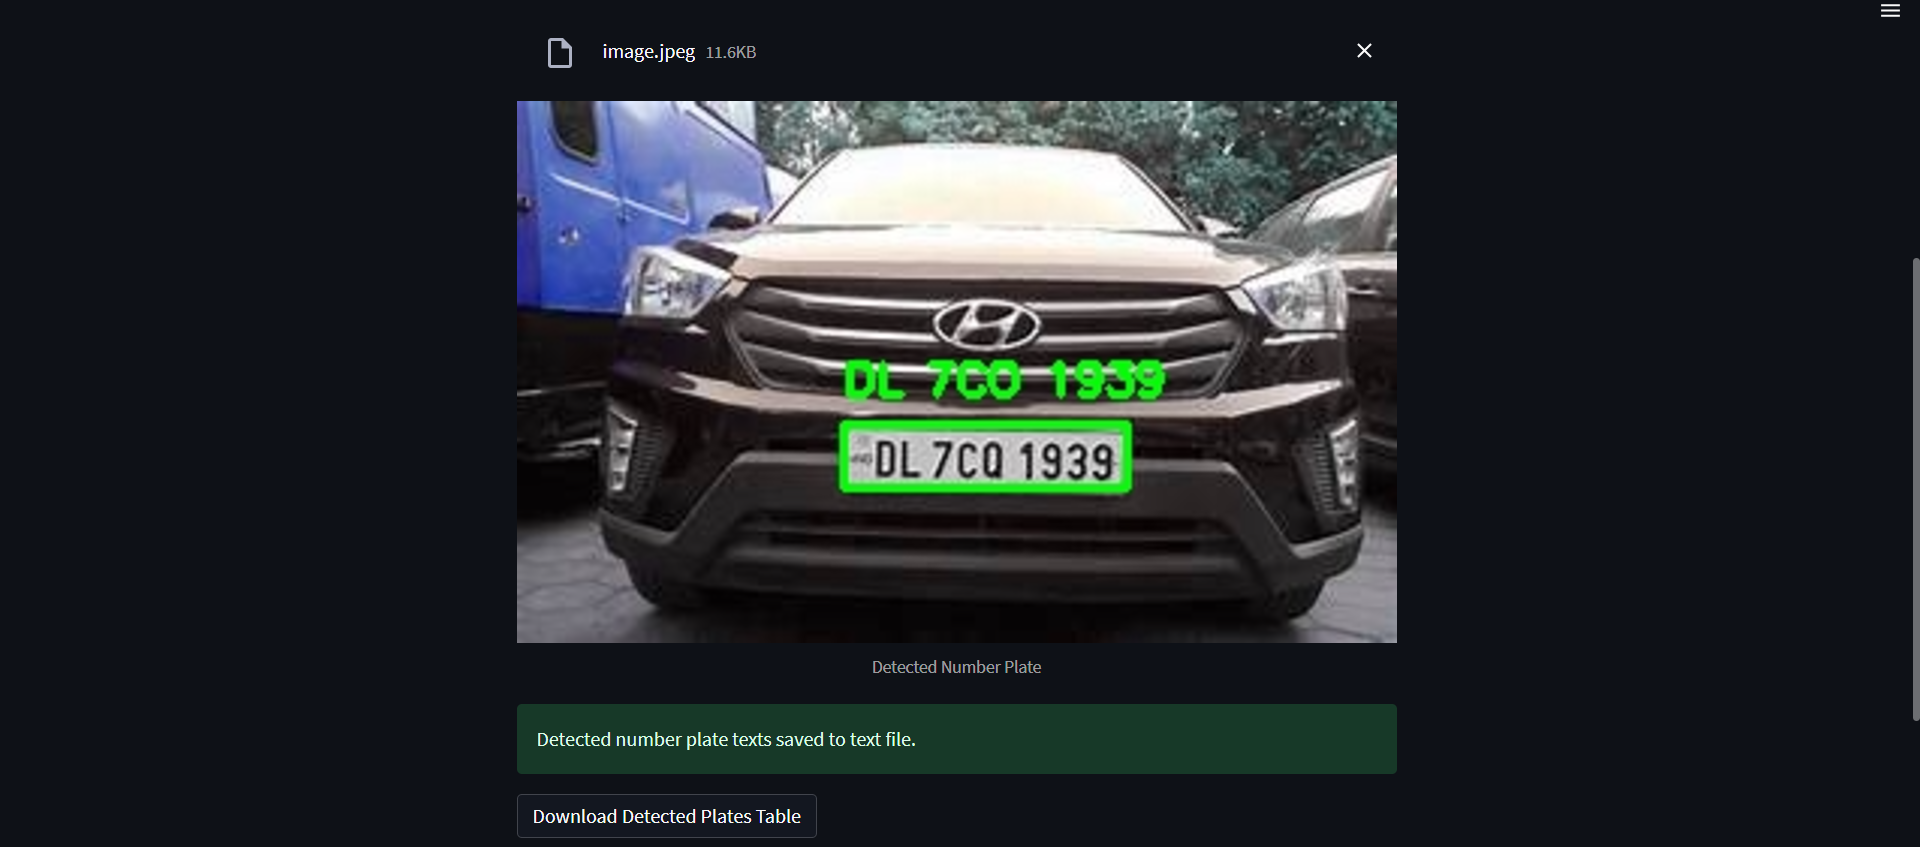 image.jpeg 11.6KB
DL 7CO 1939
DL 7CQ 1939
Detected Number Plate
Detected number plate texts saved to text file.
Download Detected Plates Table